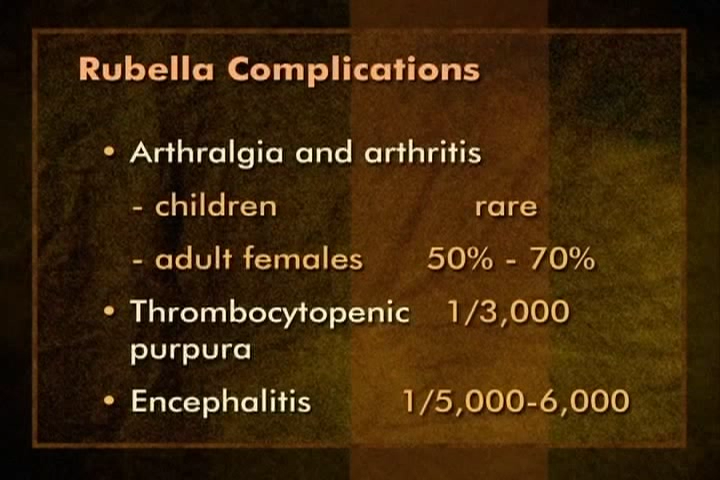 Rubella Complications
• Arthralgia and arthritis
- children rare
- adult females 50% - 70%
• Thrombocytopenic 1/3,000
purpura
• Encephalitis 1/5,000-6,000